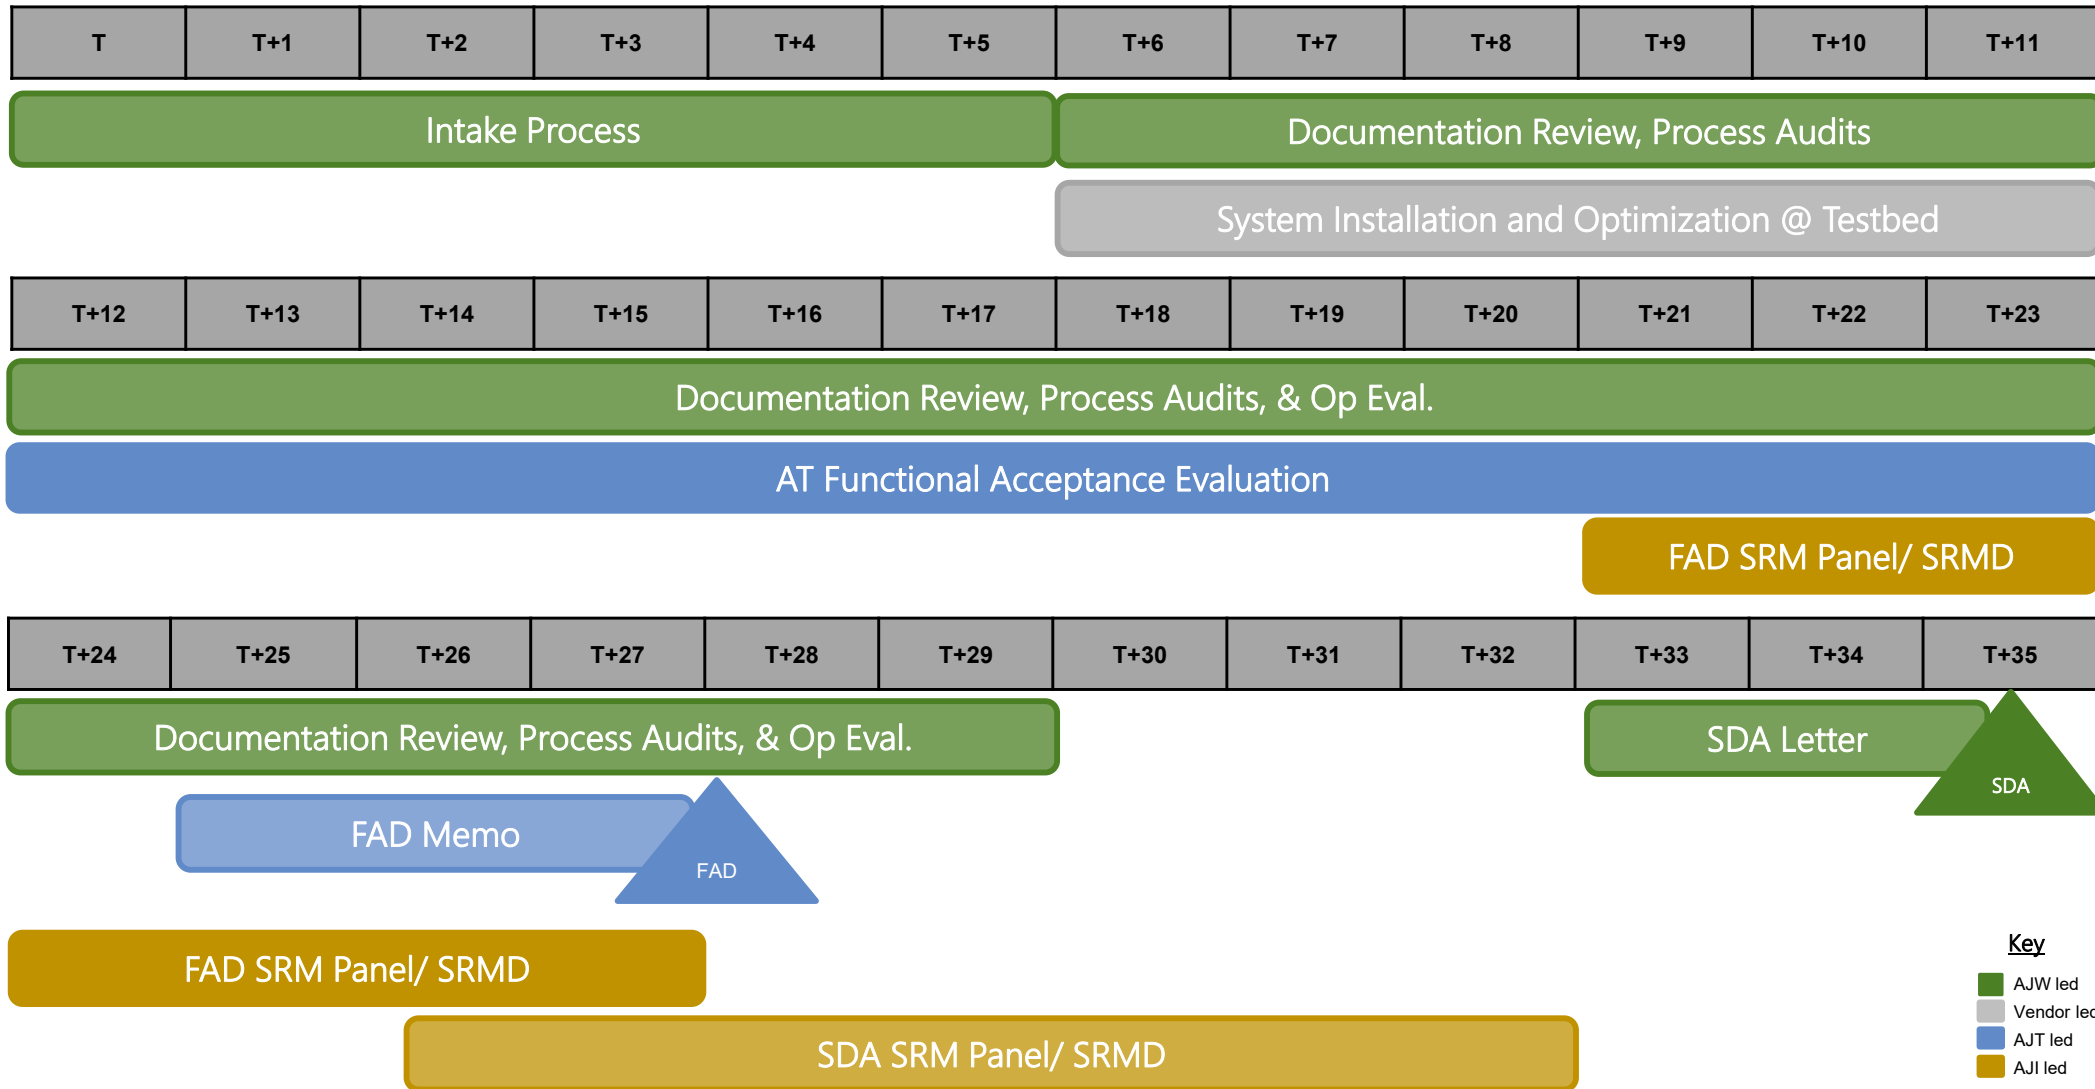 T T+1 T+2 T+3 T+4 T+5 T+6 T+7 T+8 T+9 T+10 T+11
Intake Process
Documentation Review, Process Audits
System Installation and Optimization @ Testbed
T+12 T+13 T+14 T+15 T+16 T+17 T+18 T+19 T+20 T+21 T+22 T+23
Documentation Review, Process Audits, & Op Eval.
AT Functional Acceptance Evaluation
FAD SRM Panel/ SRMD
T+24 T+25 T+26 T+27 T+28 T+29 T+30 T+31 T+32 T+33 T+34 T+35
Documentation Review, Process Audits, & Op Eval.
SDA Letter
SDA
FAD Memo
FAD
FAD SRM Panel/ SRMD
SDA SRM Panel/ SRMD
Key
AJW led
Vendor led
AJT led
AJI led